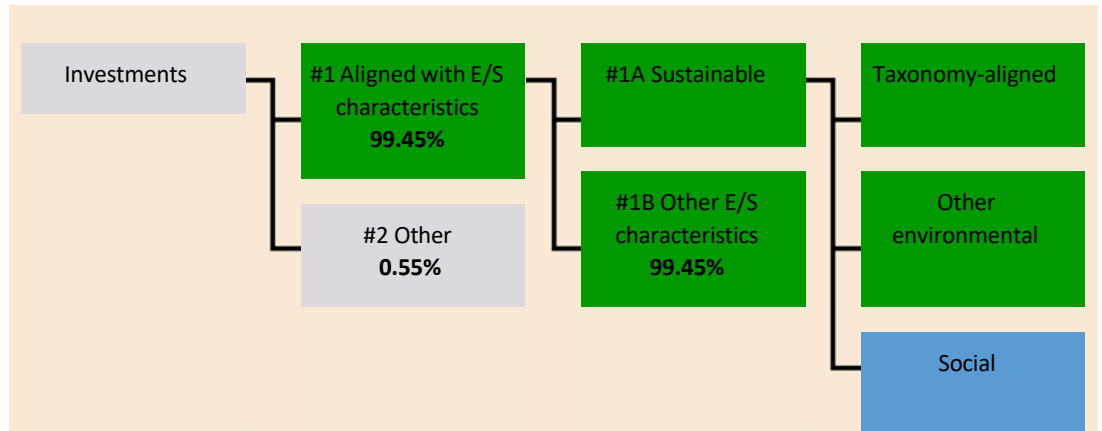 Investments
#1 Aligned with E/S
characteristics
99.45%
#2 Other
0.55%
#1A Sustainable
#1B Other E/S
characteristics
99.45%
Taxonomy-aligned
Other
environmental
Social